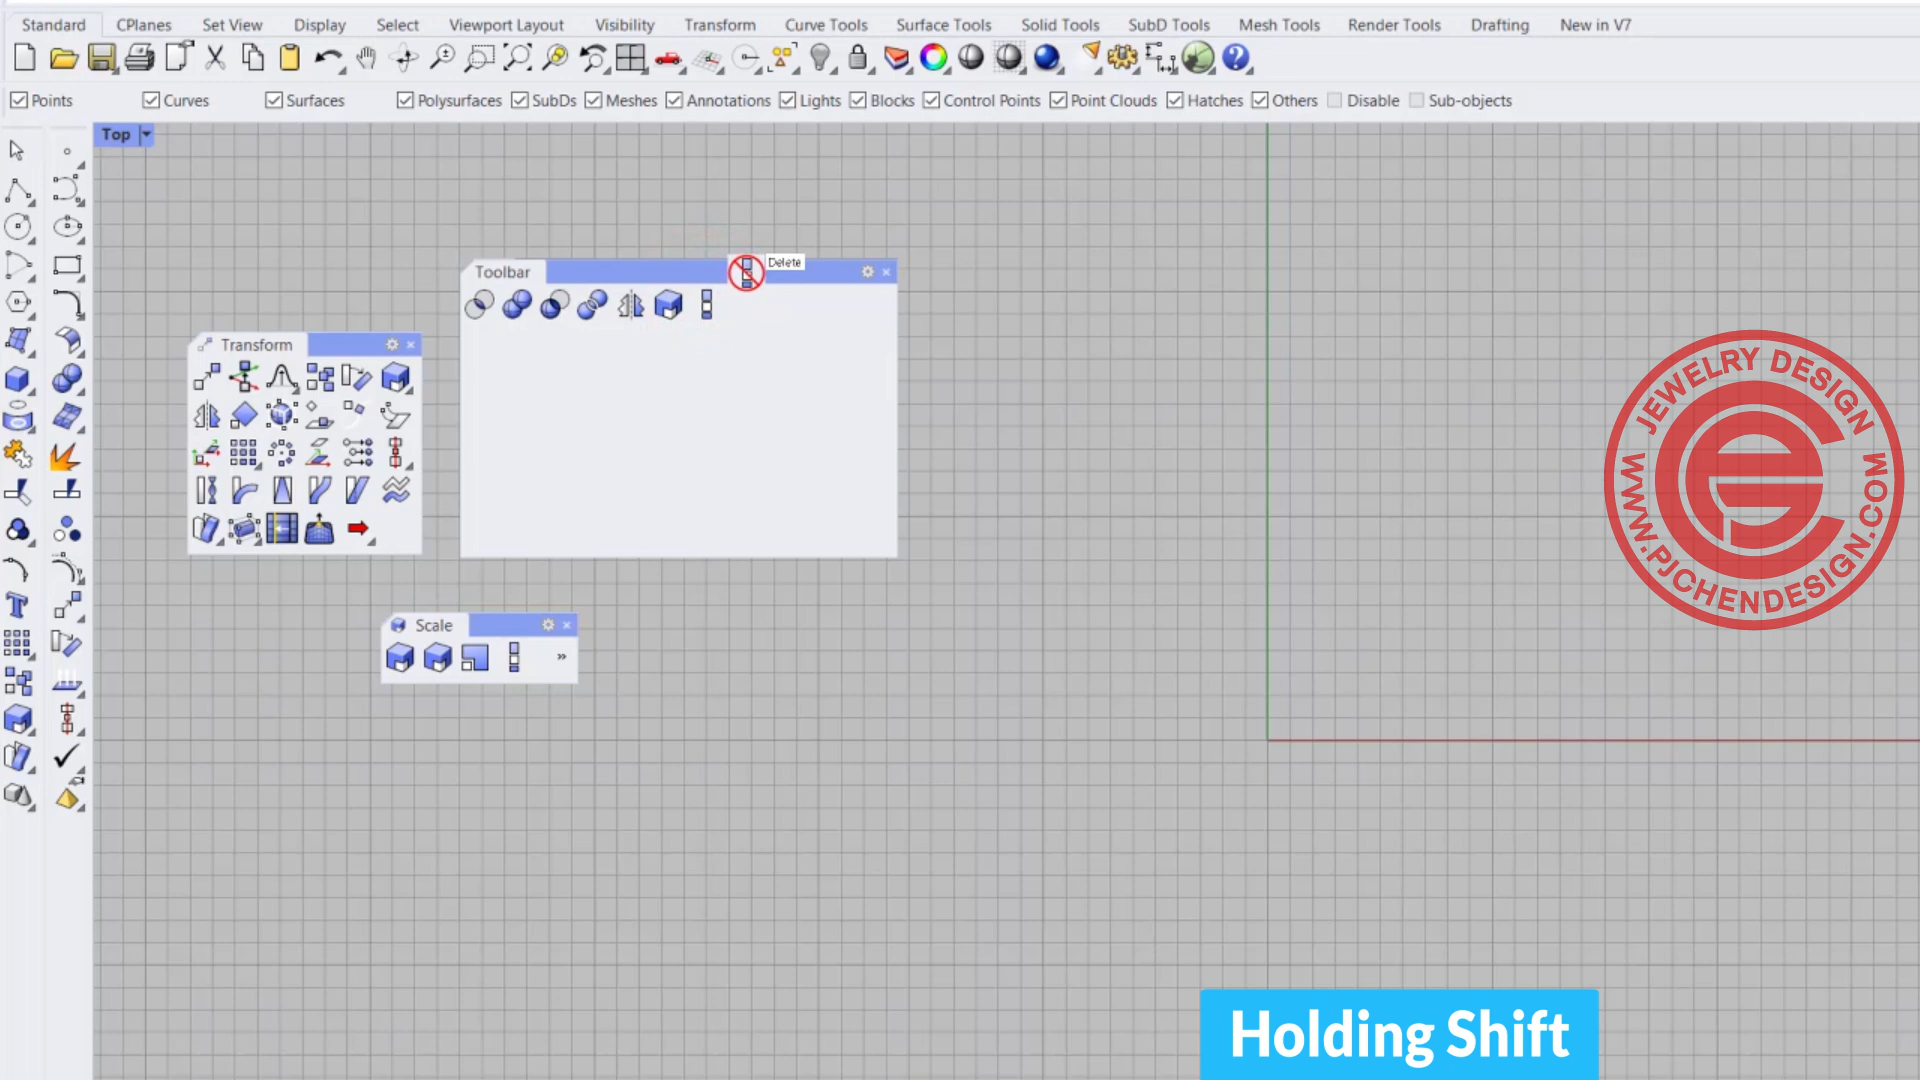 Standard CPlanes Set View Display Select Viewport Layout Visibility Transform Curve Tools Surface Tools Solid Tools SubD Tools Mesh Tools Render Tools Drafting New in V7
Points Curves Surfaces Polysurfaces SubDs Meshes Annotations Lights Blocks Control Points Point Clouds Hatches Others Disable Sub-objects
Top
Toolbar
Delete
Transform
Scale
JEWELRY DESIGN
WWW.PJCHENDESIGN.COM
Holding Shift